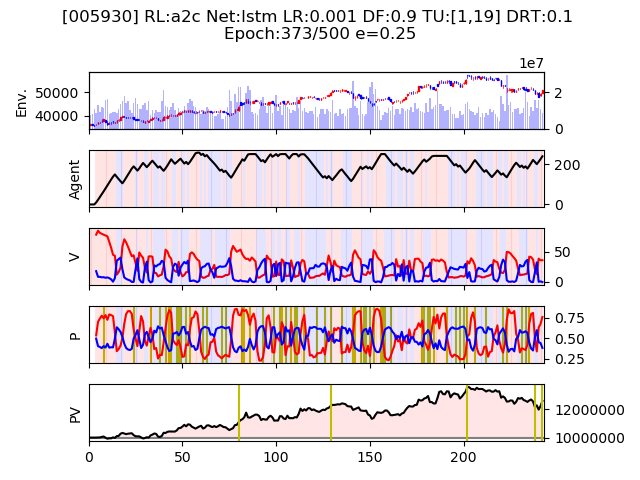 [005930] RL:a2c Net:lstm LR:0.001 DF:0.9 TU:[1,19] DRT:0.1
Epoch:373/500 e=0.25
1e7
Env.
50000
40000
2
0
Agent
200
0
V
50
0
P
0.75
0.50
0.25
PV
12000000
10000000
0 50 100 150 200